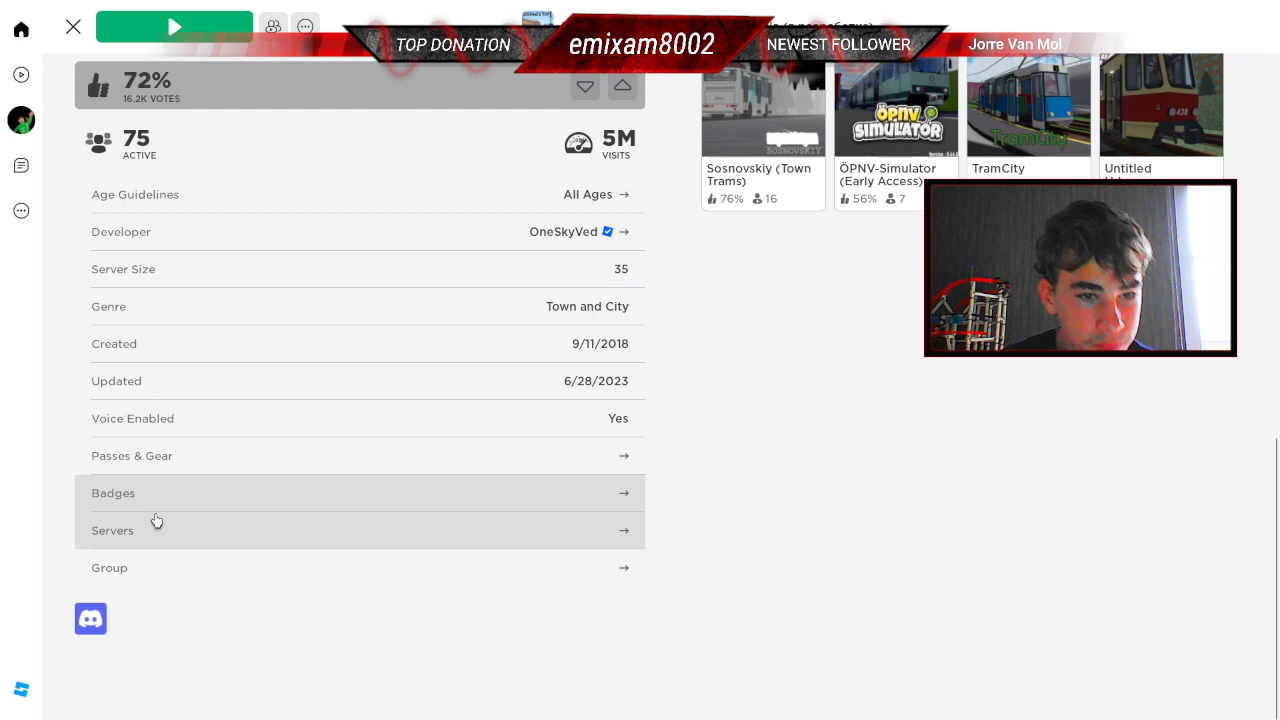 TOP DONATION
emixam8002
NEWEST FOLLOWER
Jorre Van Mol
72%
16.2K VOTES
75
ACTIVE
5M
VISITS
Age Guidelines
All Ages →
Developer
OneSkyVed →
Server Size
35
Genre
Town and City
Created
9/11/2018
Updated
6/28/2023
Voice Enabled
Yes
Passes & Gear
→
Badges
→
Servers
→
Group
→
SOSNOVSKIY
Sosnovskiy (Town
Trams)
76% 16
ÖPNV
SIMULATOR
ÖPNV-Simulator
(Early Access)
56% 7
TramCity
TramCity
438
Untitled